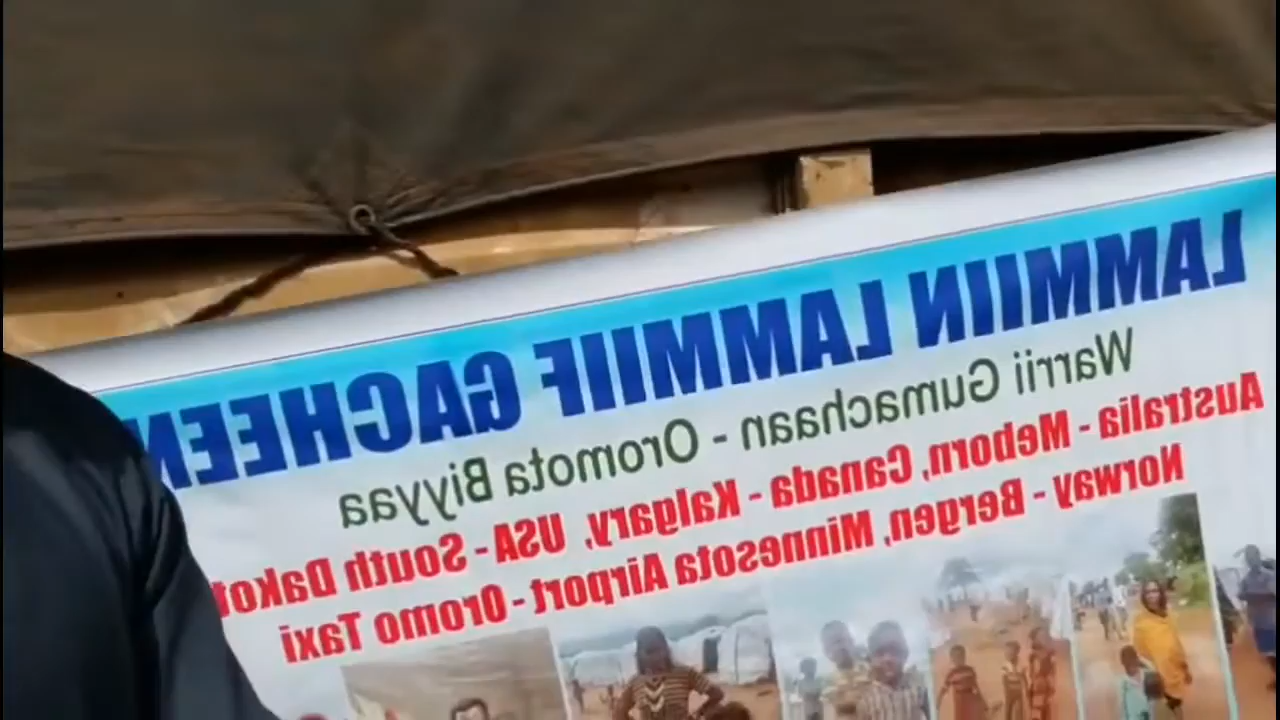 LAMMIIN LAMMIIF GACHEEN
Warrii Gumachaan - Oromota Biyyaa
Australia - Meborn, Canada - Kalgary, USA - South Dakot
Norway - Bergen, Minnesota Airport - Oromo Taxi